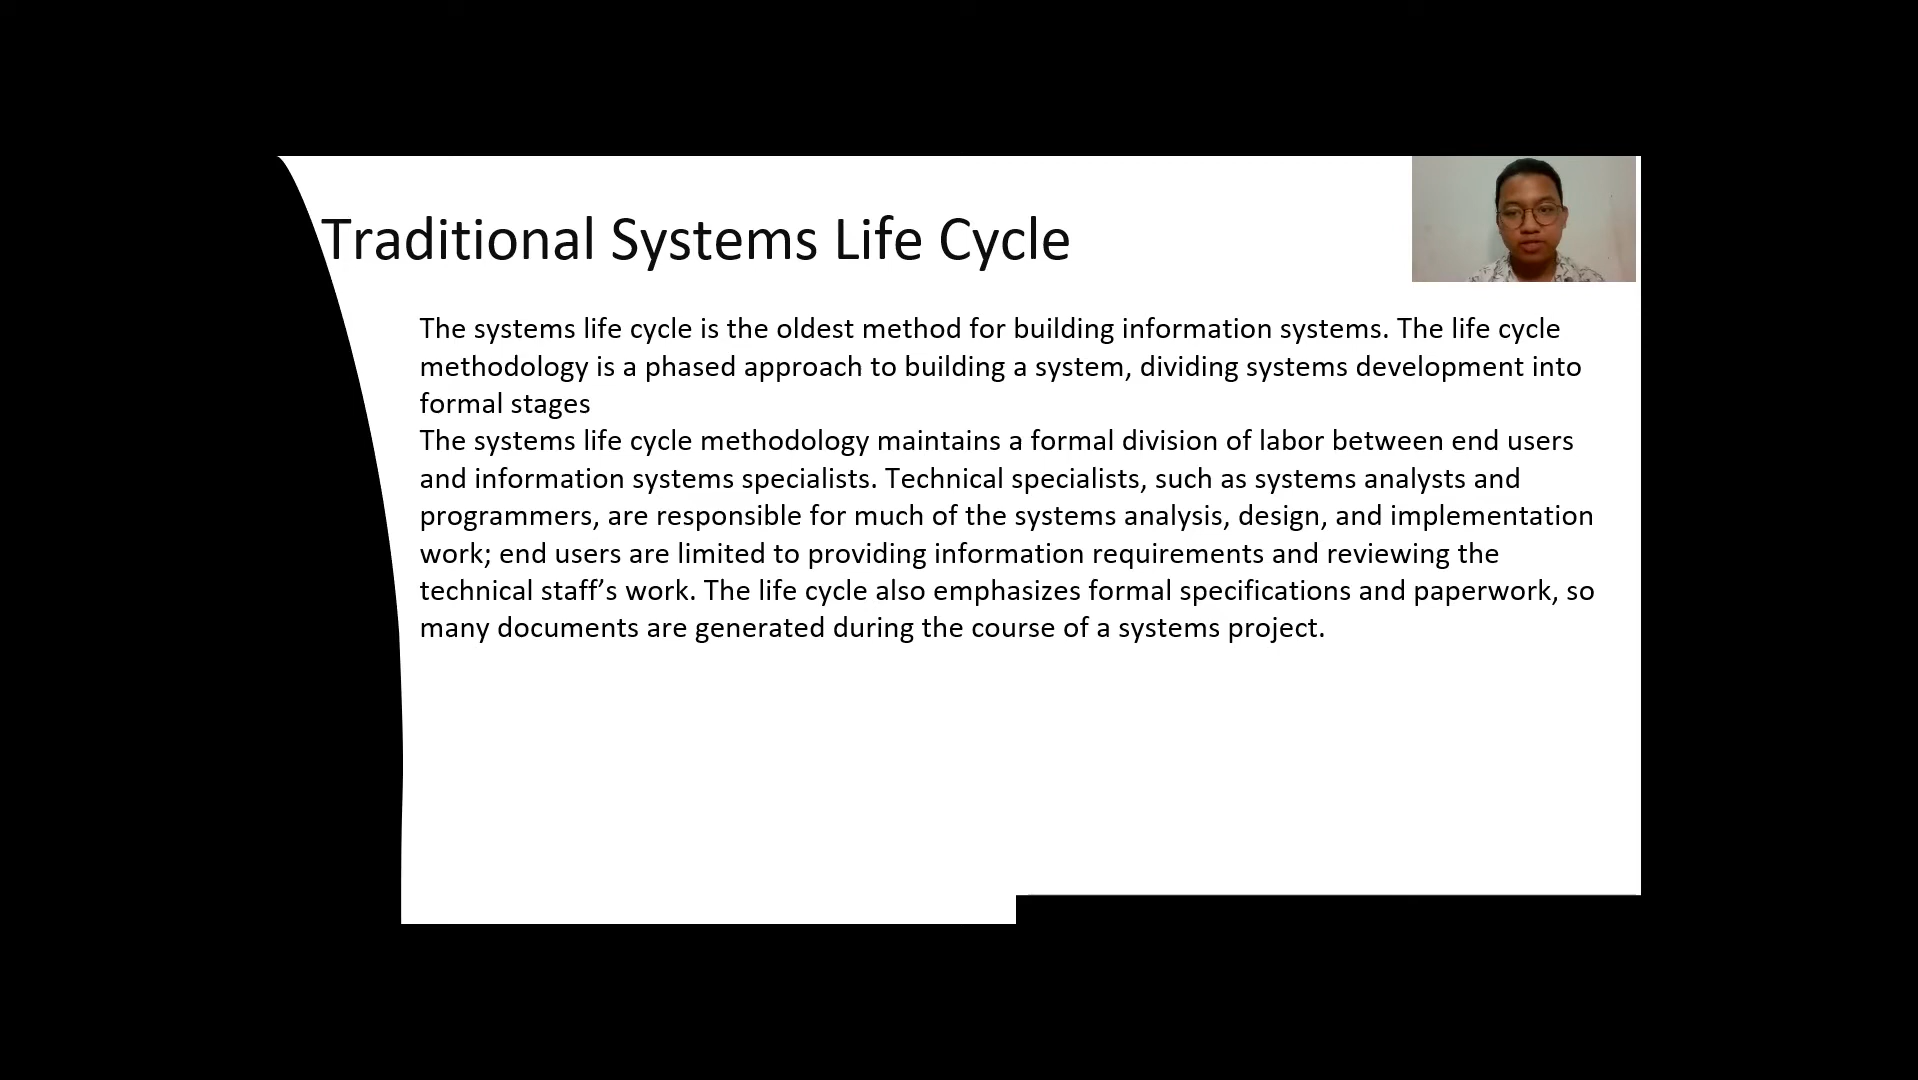 Traditional Systems Life Cycle
The systems life cycle is the oldest method for building information systems. The life cycle
methodology is a phased approach to building a system, dividing systems development into
formal stages
The systems life cycle methodology maintains a formal division of labor between end users
and information systems specialists. Technical specialists, such as systems analysts and
programmers, are responsible for much of the systems analysis, design, and implementation
work; end users are limited to providing information requirements and reviewing the
technical staff’s work. The life cycle also emphasizes formal specifications and paperwork, so
many documents are generated during the course of a systems project.